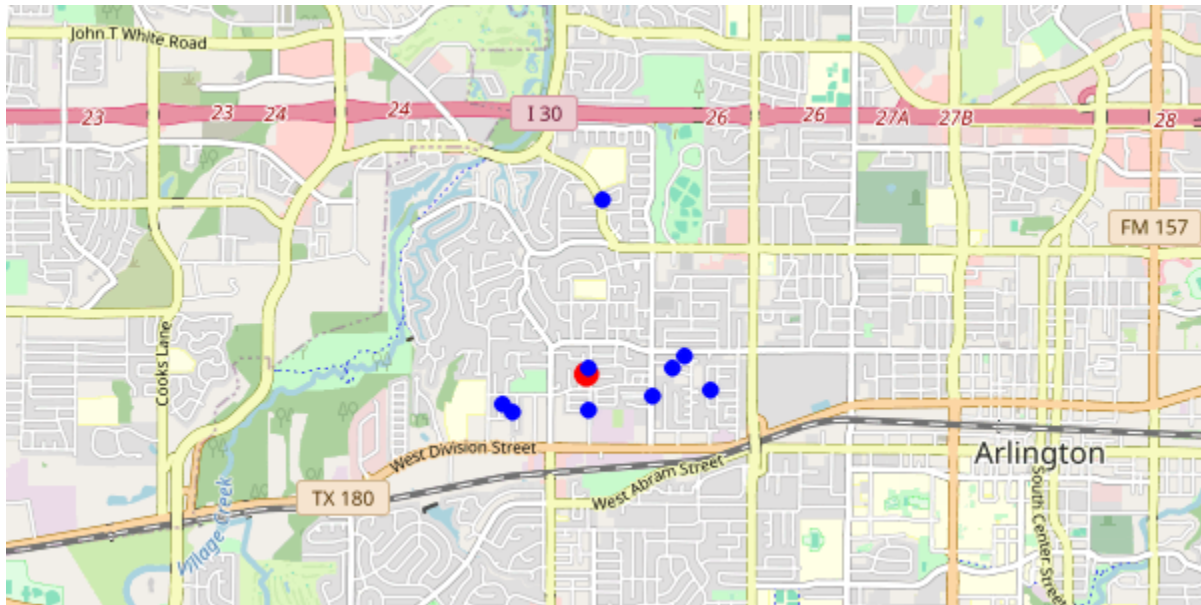 John T White Road
23
23
24
24
I 30
26
26
27A
27B
28
FM 157
Cooks Lane
West Division Street
Arlington
West Abram Street
TX 180
Village Creek
South Center Street